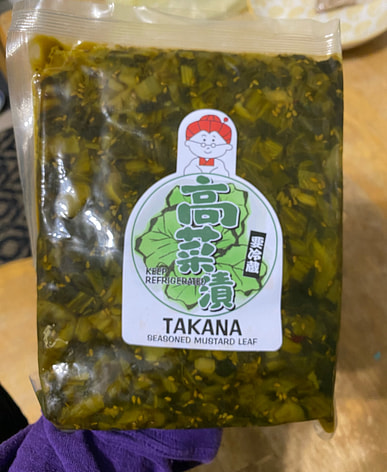 高菜漬
要冷蔵
KEEP
REFRIGERATED
TAKANA
SEASONED MUSTARD LEAF